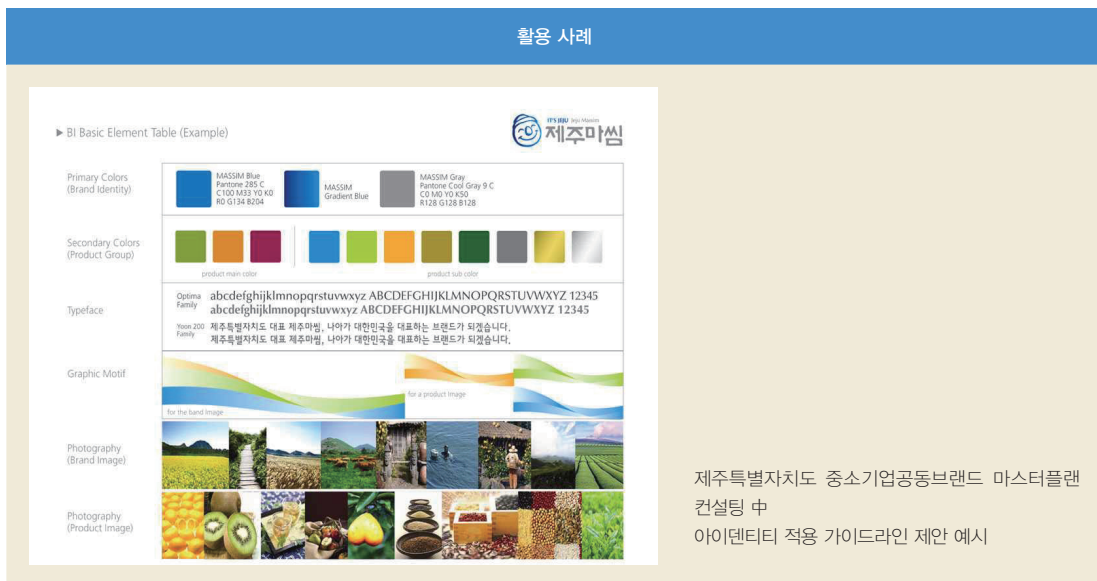 활용 사례
▶ BI Basic Element Table (Example)
IT'S JEJU Jeju Massim
제주마씸
Primary Colors
(Brand Identity)
MASSIM Blue
Pantone 285 C
C100 M33 Y0 K0
R0 G134 B204
MASSIM
Gradient Blue
MASSIM Gray
Pantone Cool Gray 9 C
C0 M0 Y0 K50
R128 G128 B128
Secondary Colors
(Product Group)
product main color
product sub color
Typeface
Optima
Family
abcdefghijklmnopqrstuvwxyz ABCDEFGHIJKLMNOPQRSTUVWXYZ 12345
abcdefghijklmnopqrstuvwxyz ABCDEFGHIJKLMNOPQRSTUVWXYZ 12345
Yoon 200
Family
제주특별자치도 대표 제주마씸, 나아가 대한민국을 대표하는 브랜드가 되겠습니다.
제주특별자치도 대표 제주마씸, 나아가 대한민국을 대표하는 브랜드가 되겠습니다.
Graphic Motif
for the band Image
for a product Image
Photography
(Brand Image)
Photography
(Product Image)
제주특별자치도 중소기업공동브랜드 마스터플랜
컨설팅 中
아이덴티티 적용 가이드라인 제안 예시